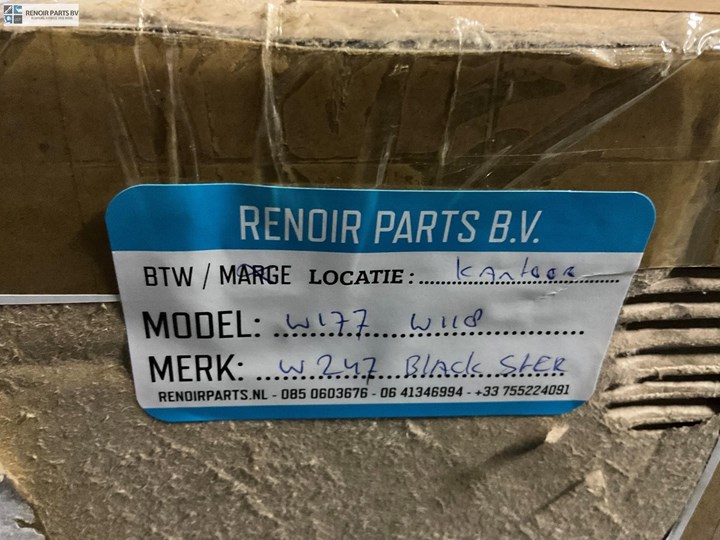 RENOIR PARTS BV
RENOIR PARTS B.V.
BTW / MARGE LOCATIE: Kantoor
MODEL: W177 W118
MERK: W247 Black Ster
RENOIRPARTS.NL - 085 0603676 - 06 41346994 - +33 755224091